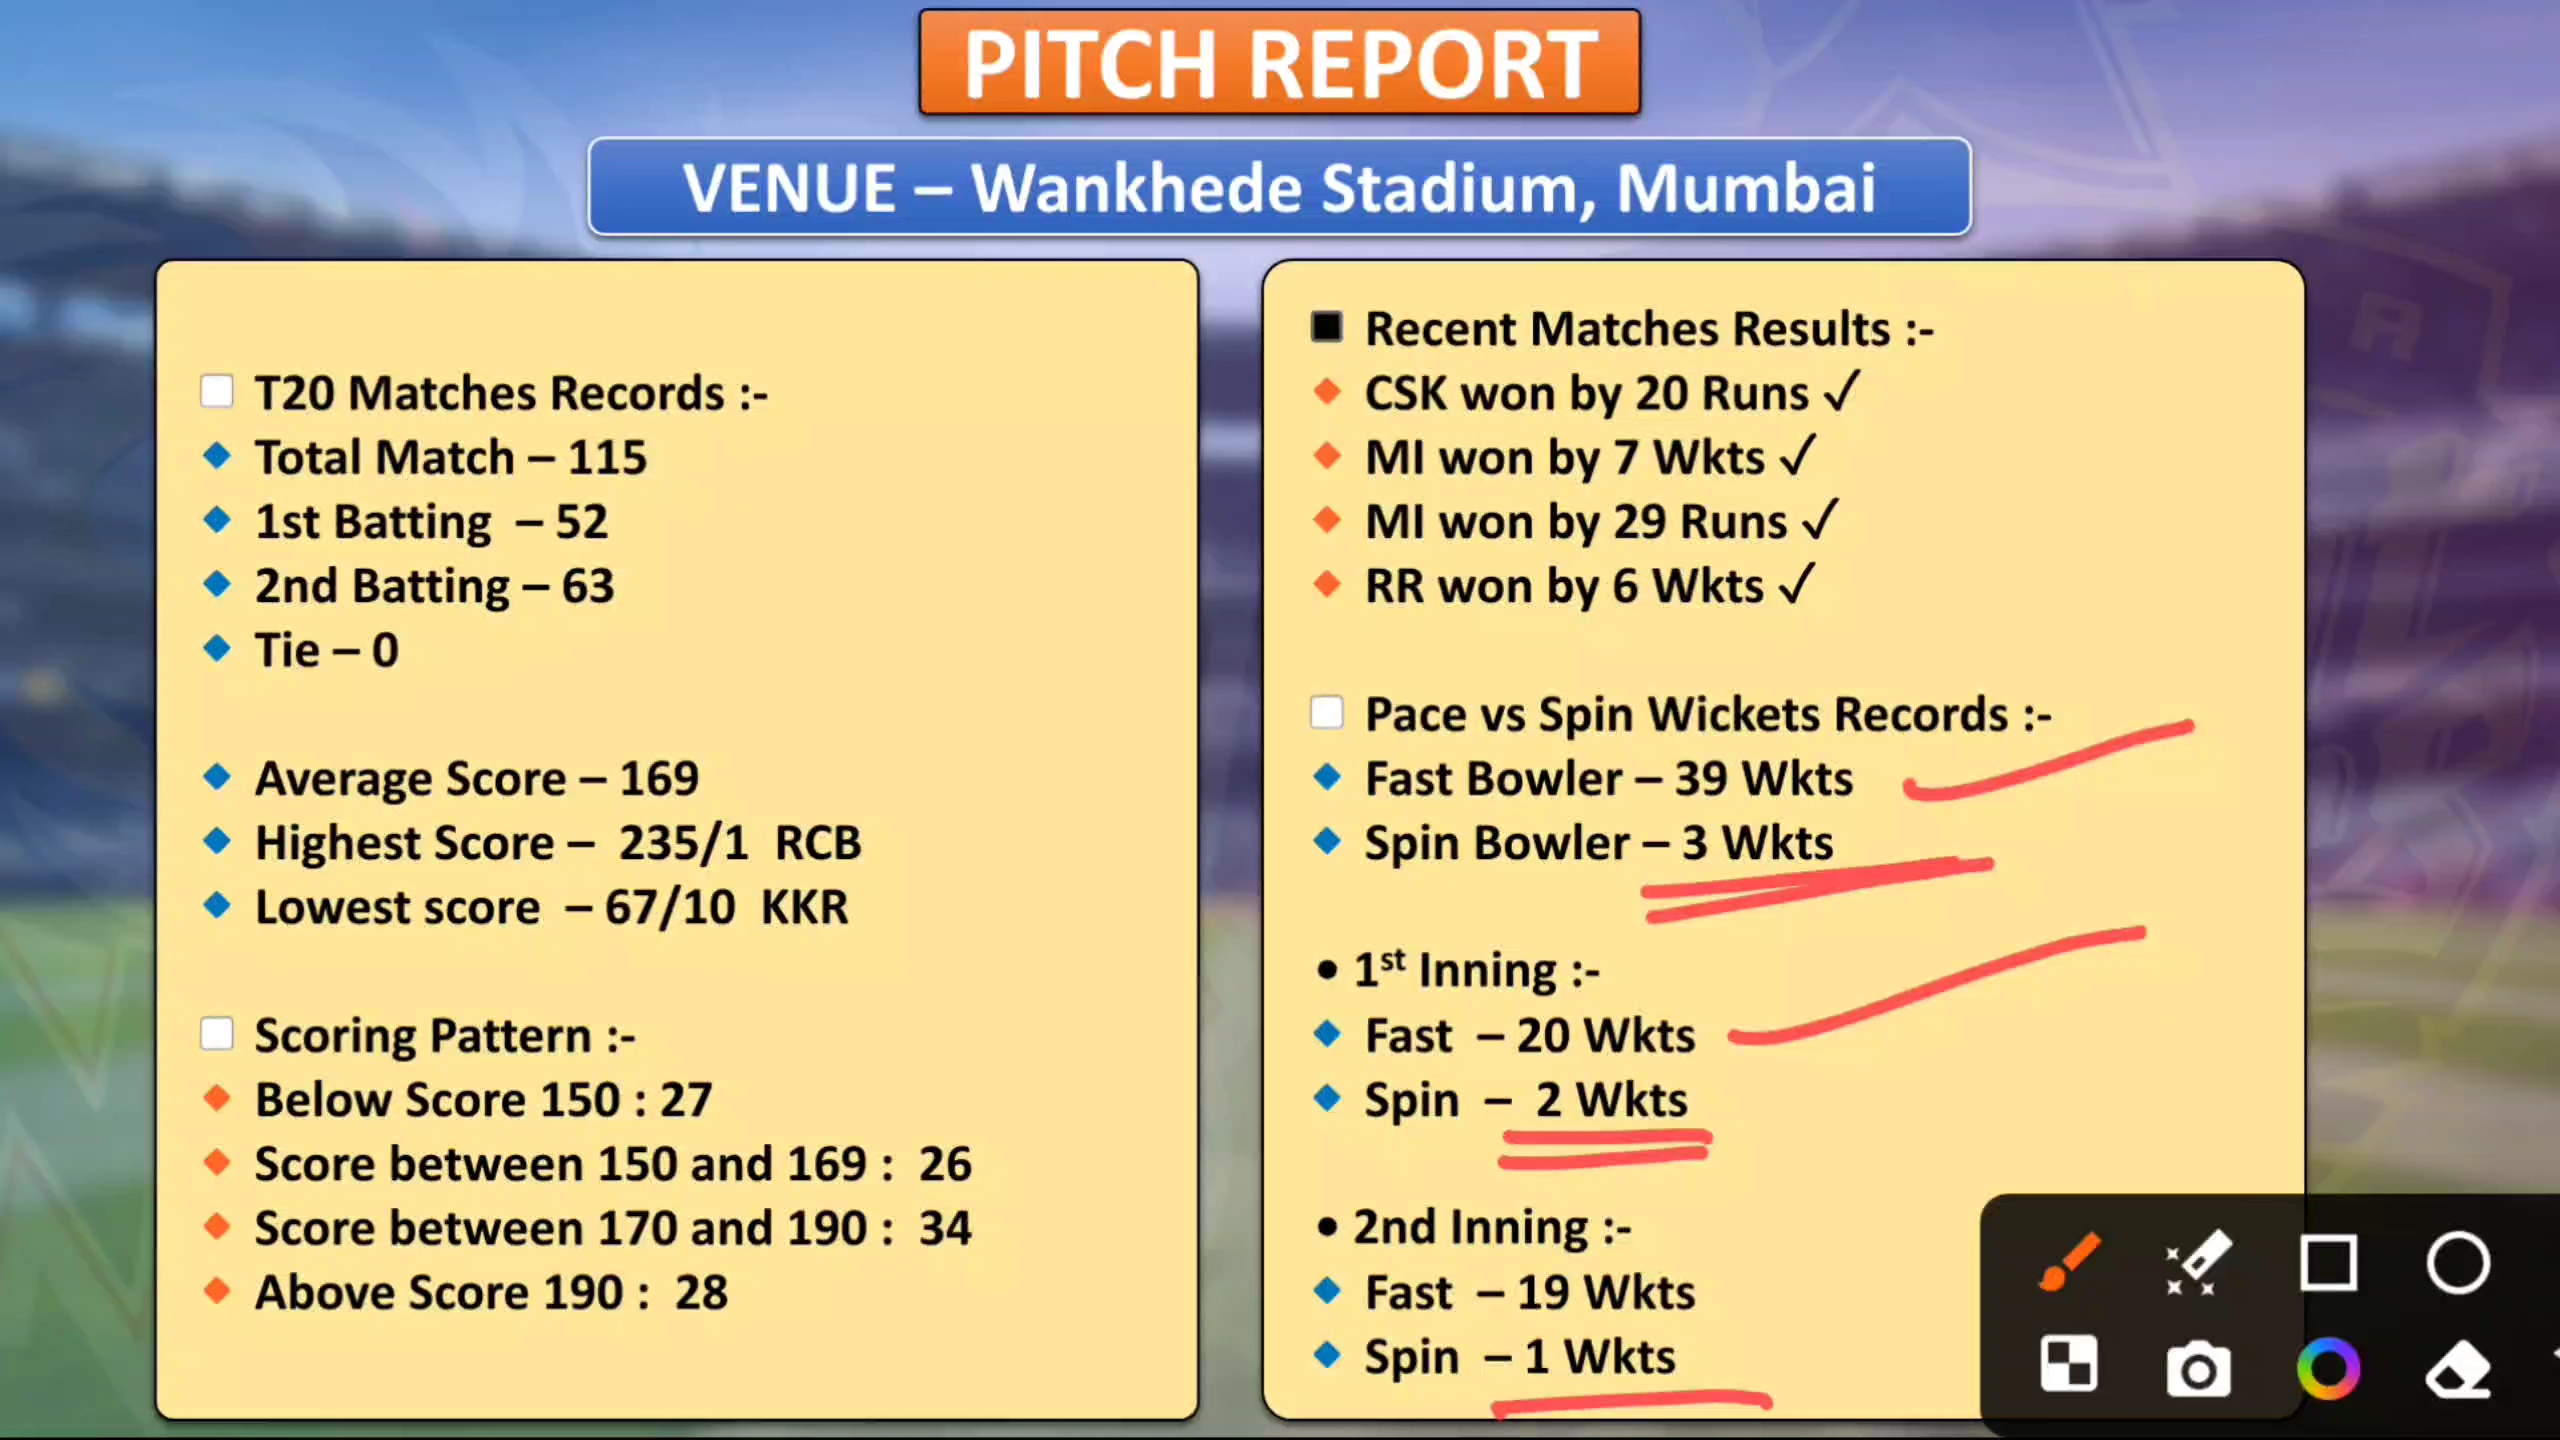 PITCH REPORT
VENUE – Wankhede Stadium, Mumbai
T20 Matches Records :-
Total Match – 115
1st Batting – 52
2nd Batting – 63
Tie – 0
Average Score – 169
Highest Score – 235/1 RCB
Lowest score – 67/10 KKR
Scoring Pattern :-
Below Score 150 : 27
Score between 150 and 169 : 26
Score between 170 and 190 : 34
Above Score 190 : 28
Recent Matches Results :-
CSK won by 20 Runs ✓
MI won by 7 Wkts ✓
MI won by 29 Runs ✓
RR won by 6 Wkts ✓
Pace vs Spin Wickets Records :-
Fast Bowler – 39 Wkts
Spin Bowler – 3 Wkts
• 1st Inning :-
Fast – 20 Wkts
Spin – 2 Wkts
• 2nd Inning :-
Fast – 19 Wkts
Spin – 1 Wkts